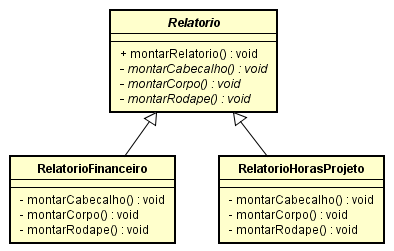 Relatorio
+ montarRelatorio() : void
- montarCabecalho() : void
- montarCorpo() : void
- montarRodape() : void
RelatorioFinanceiro
- montarCabecalho() : void
- montarCorpo() : void
- montarRodape() : void
RelatorioHorasProjeto
- montarCabecalho() : void
- montarCorpo() : void
- montarRodape() : void